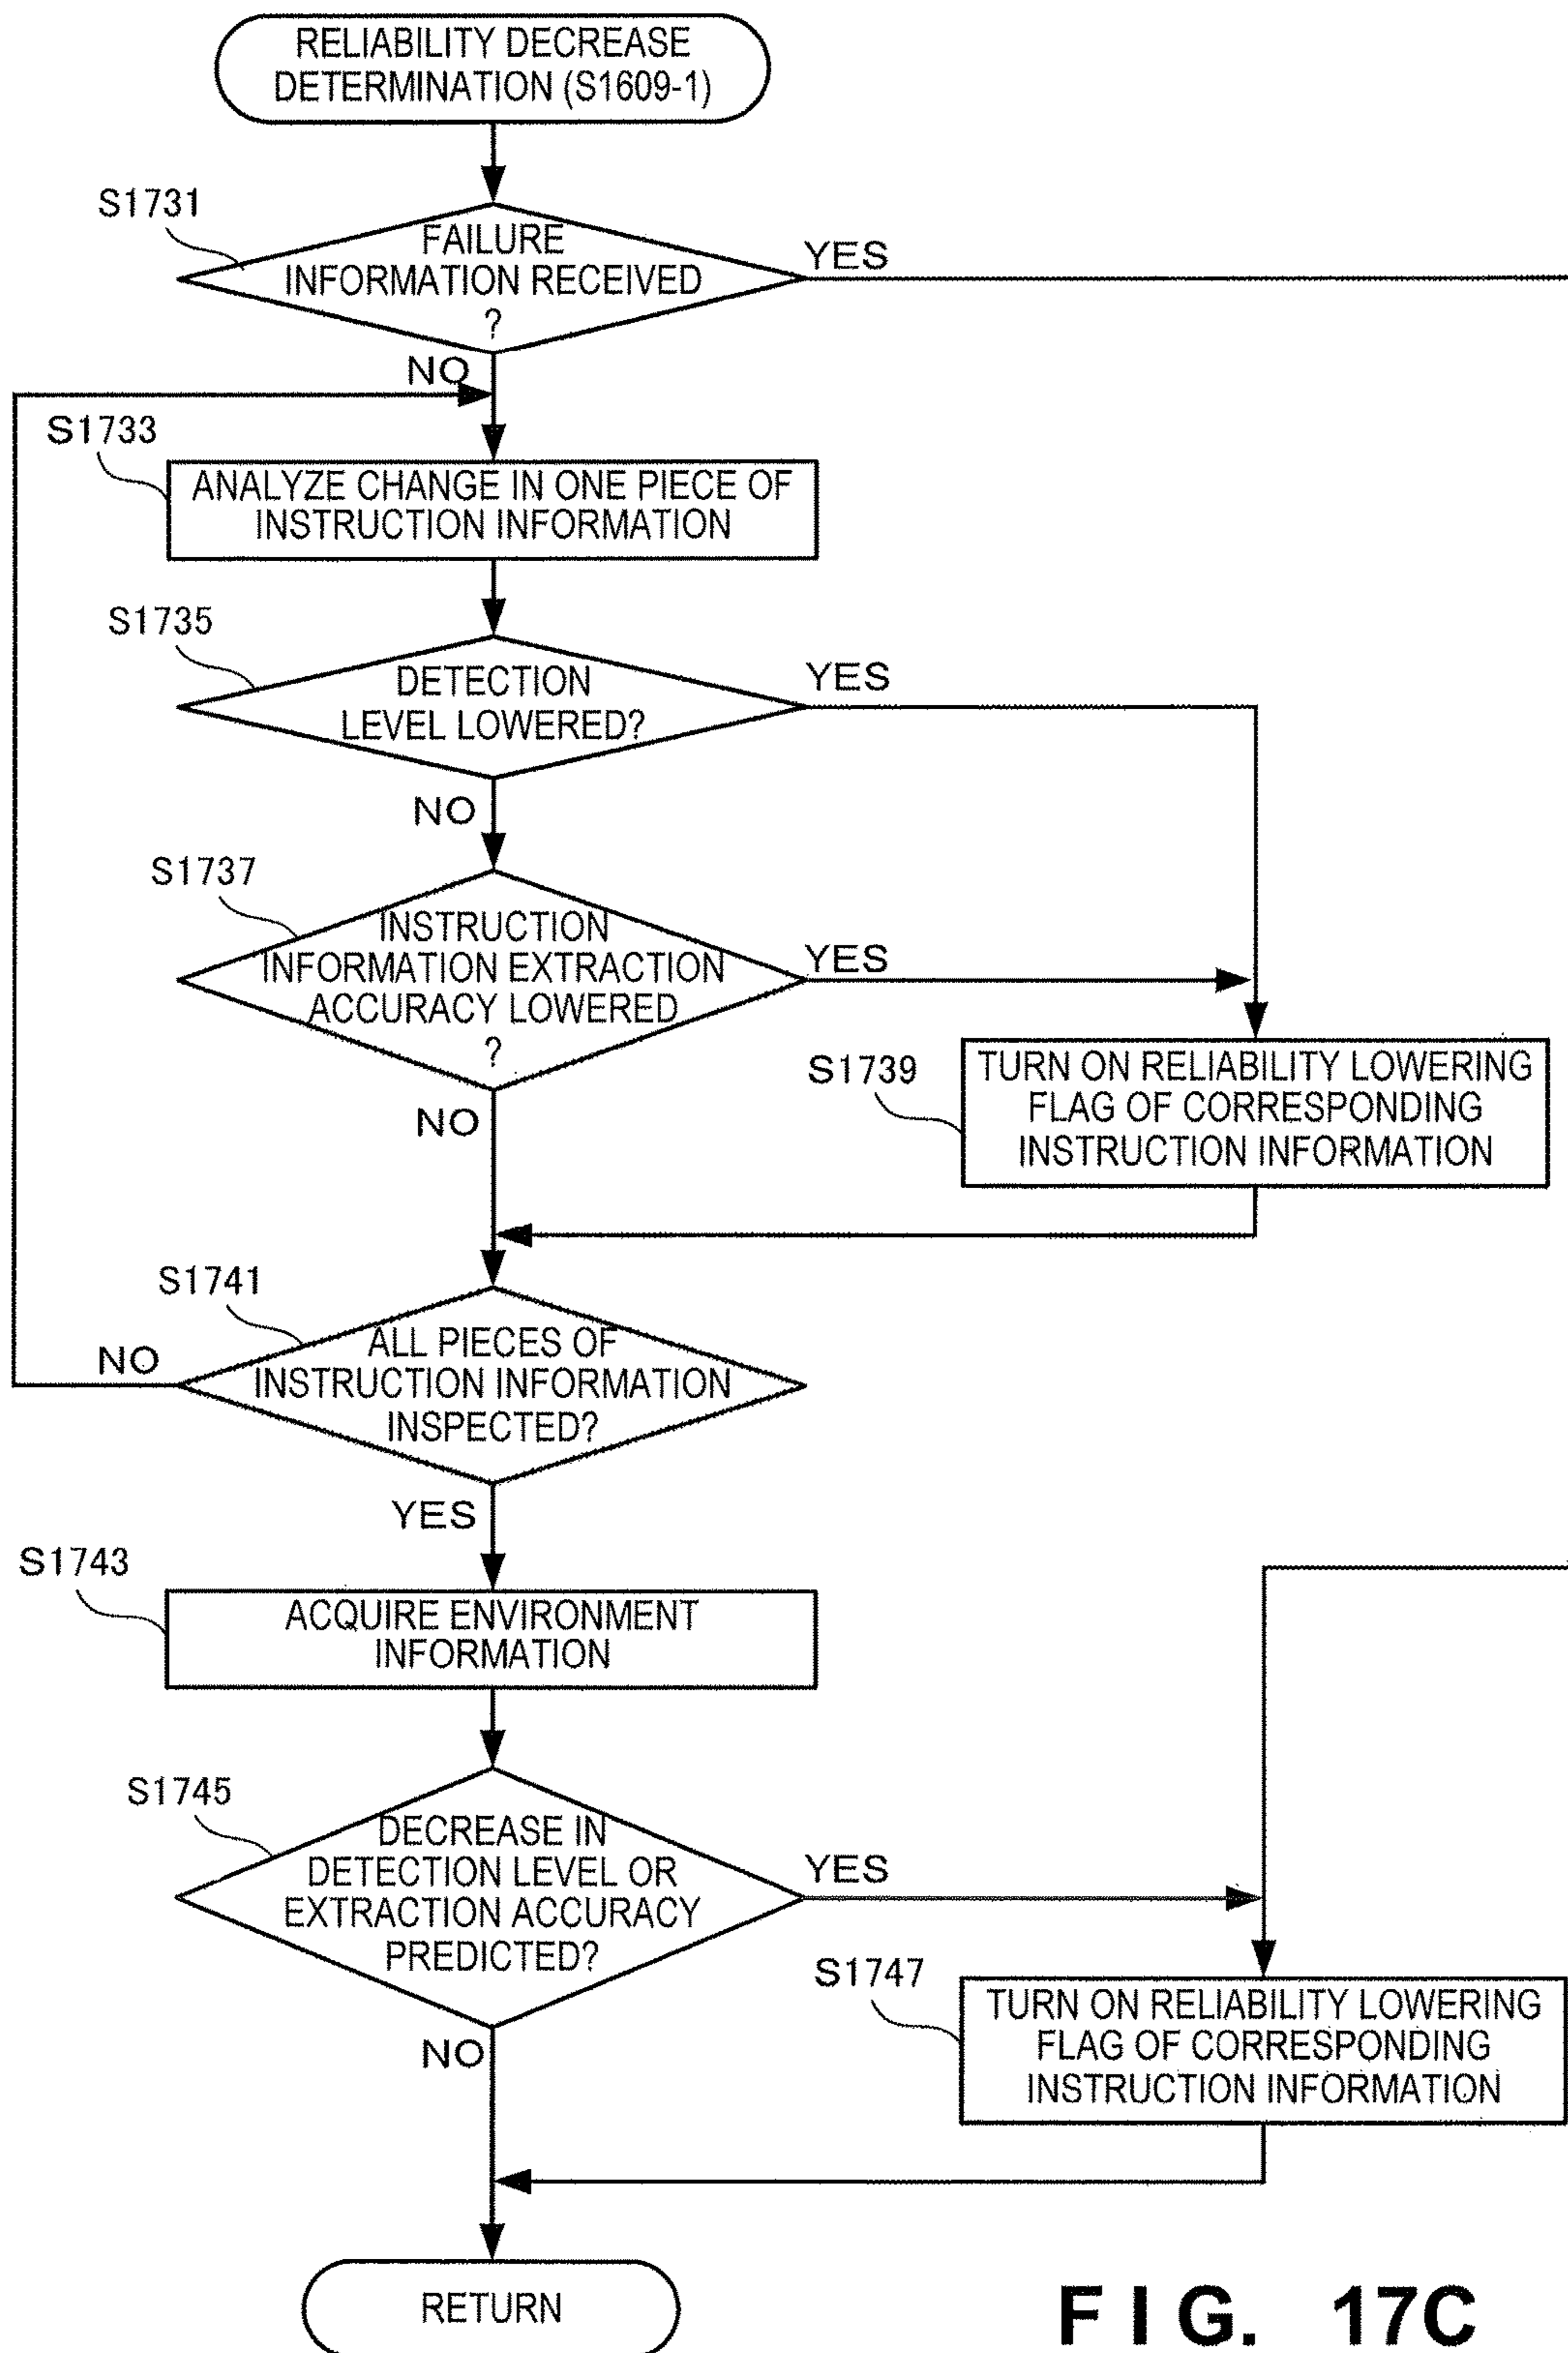 RELIABILITY DECREASE
DETERMINATION (S1609-1)
S1731
FAILURE
INFORMATION RECEIVED
?
YES
NO
S1733
ANALYZE CHANGE IN ONE PIECE OF
INSTRUCTION INFORMATION
S1735
DETECTION
LEVEL LOWERED?
YES
NO
S1737
INSTRUCTION
INFORMATION EXTRACTION
ACCURACY LOWERED
?
YES
NO
S1739
TURN ON RELIABILITY LOWERING
FLAG OF CORRESPONDING
INSTRUCTION INFORMATION
S1741
ALL PIECES OF
INSTRUCTION INFORMATION
INSPECTED?
NO
YES
S1743
ACQUIRE ENVIRONMENT
INFORMATION
S1745
DECREASE IN
DETECTION LEVEL OR
EXTRACTION ACCURACY
PREDICTED?
YES
NO
S1747
TURN ON RELIABILITY LOWERING
FLAG OF CORRESPONDING
INSTRUCTION INFORMATION
RETURN
FIG. 17C